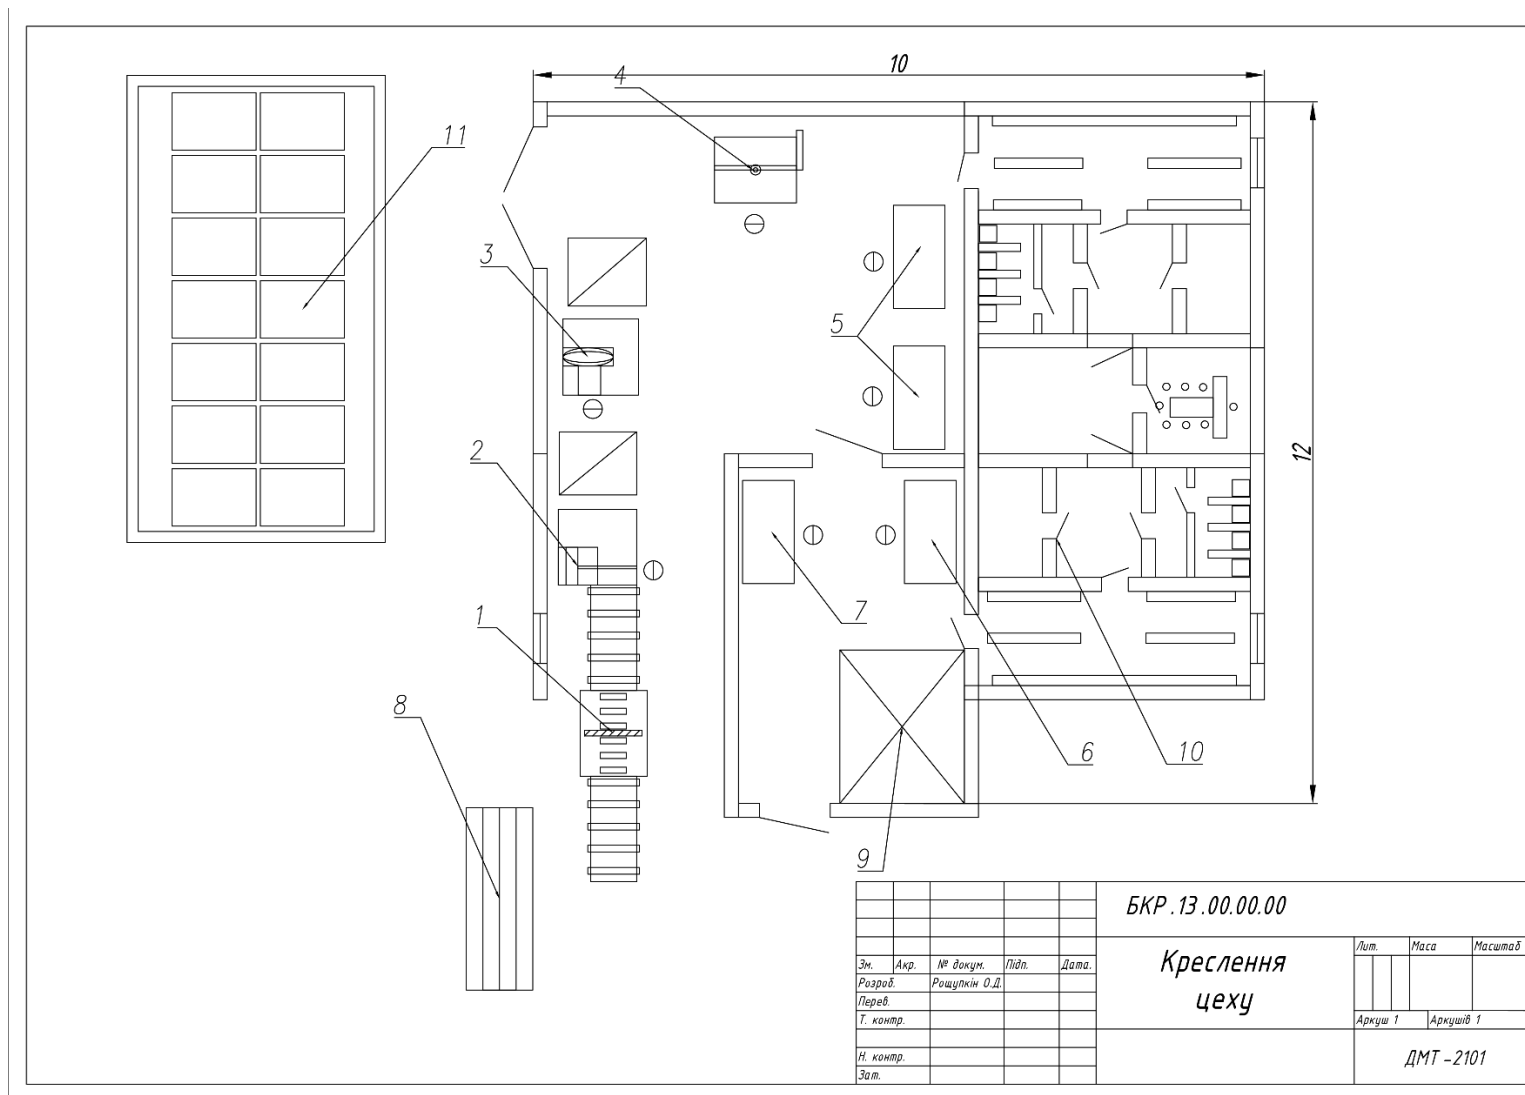 10
4
11
3
5
12
2
7
1
8
6
10
9
БКР.13.00.00.00
Креслення
цеху
Лит. Маса Масштаб
Зм. Акр. № докум. Підп. Дата.
Розроб. Рощупкін О.Д.
Перев.
Т. контр.
Аркуш 1 Аркушів 1
Н. контр.
Зат.
ДМТ-2101